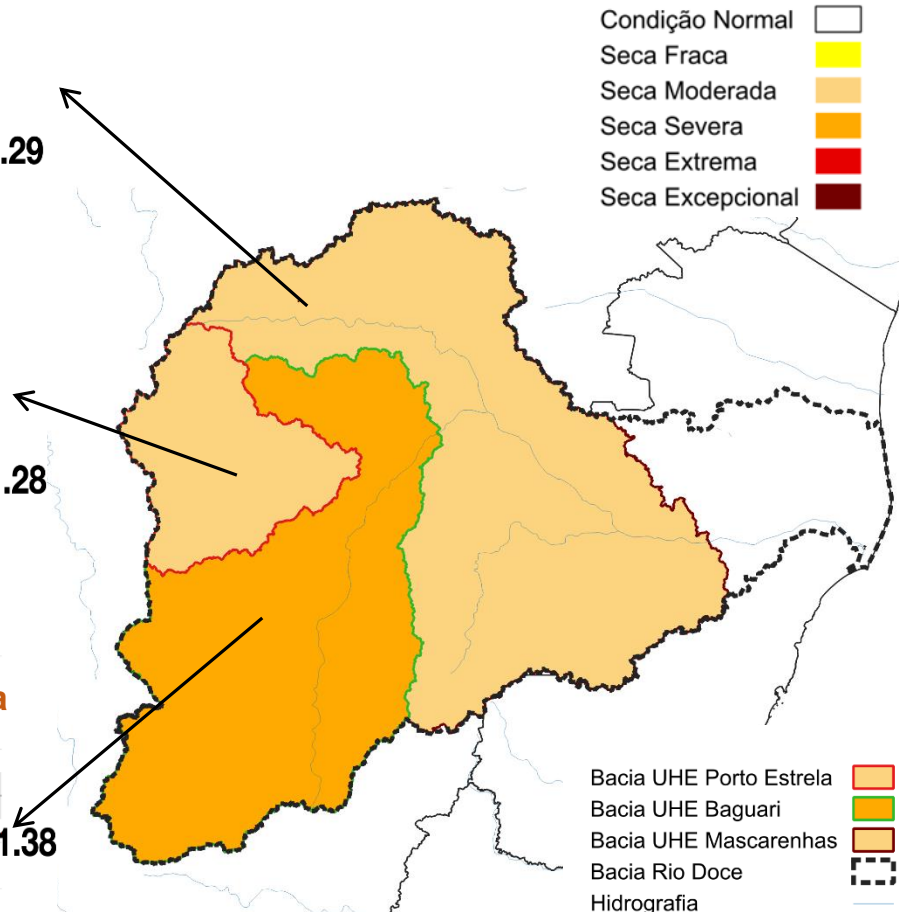 Condição Normal
Seca Fraca
Seca Moderada
Seca Severa
Seca Extrema
Seca Excepcional
.29
.28
a
1.38
Bacia UHE Porto Estrela
Bacia UHE Baguari
Bacia UHE Mascarenhas
Bacia Rio Doce
Hidrografia